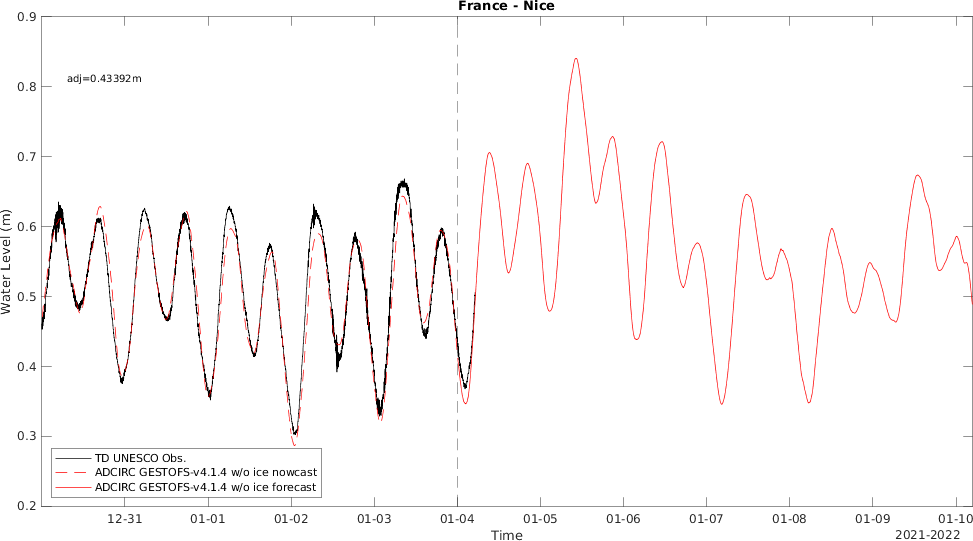 France - Nice
0.9
0.8
0.7
0.6
0.5
0.4
0.3
0.2
Water Level (m)
adj=0.43392m
TD UNESCO Obs.
ADCIRC GESTOFS-v4.1.4 w/o ice nowcast
ADCIRC GESTOFS-v4.1.4 w/o ice forecast
12-31 01-01 01-02 01-03 01-04 01-05 01-06 01-07 01-08 01-09 01-10
Time
2021-2022